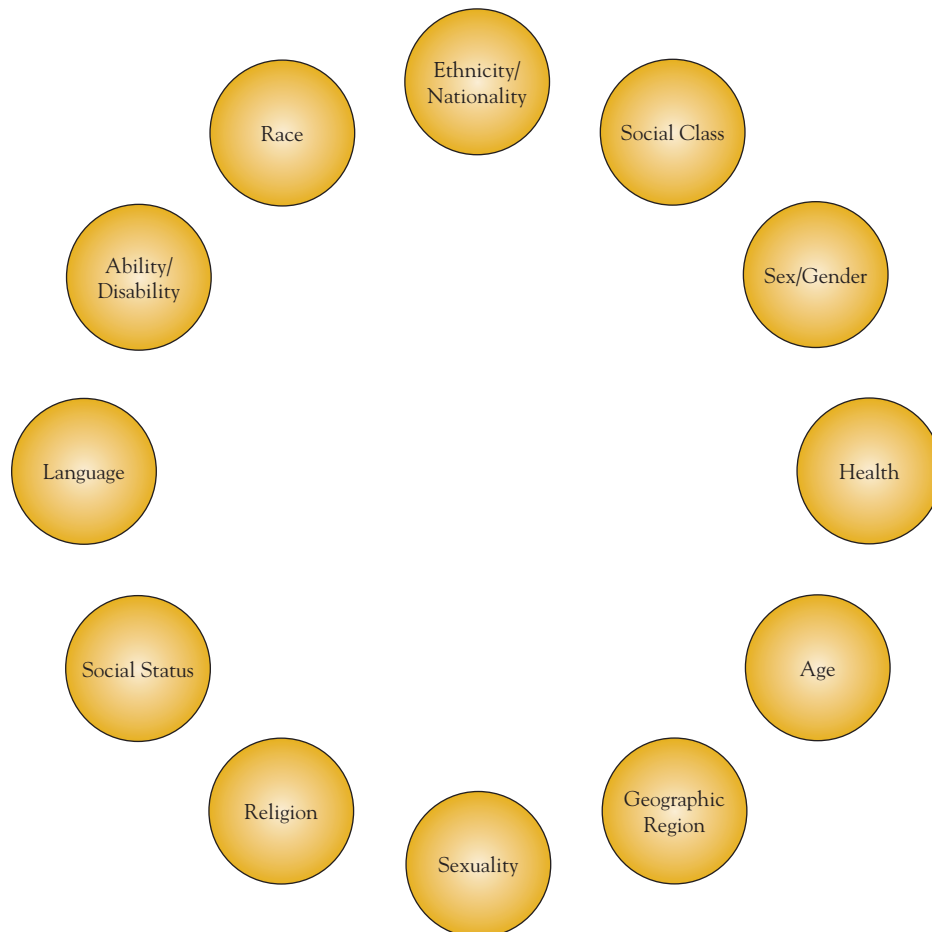 Ethnicity/
Nationality
Race
Social Class
Ability/
Disability
Sex/Gender
Language
Health
Social Status
Age
Religion
Geographic
Region
Sexuality